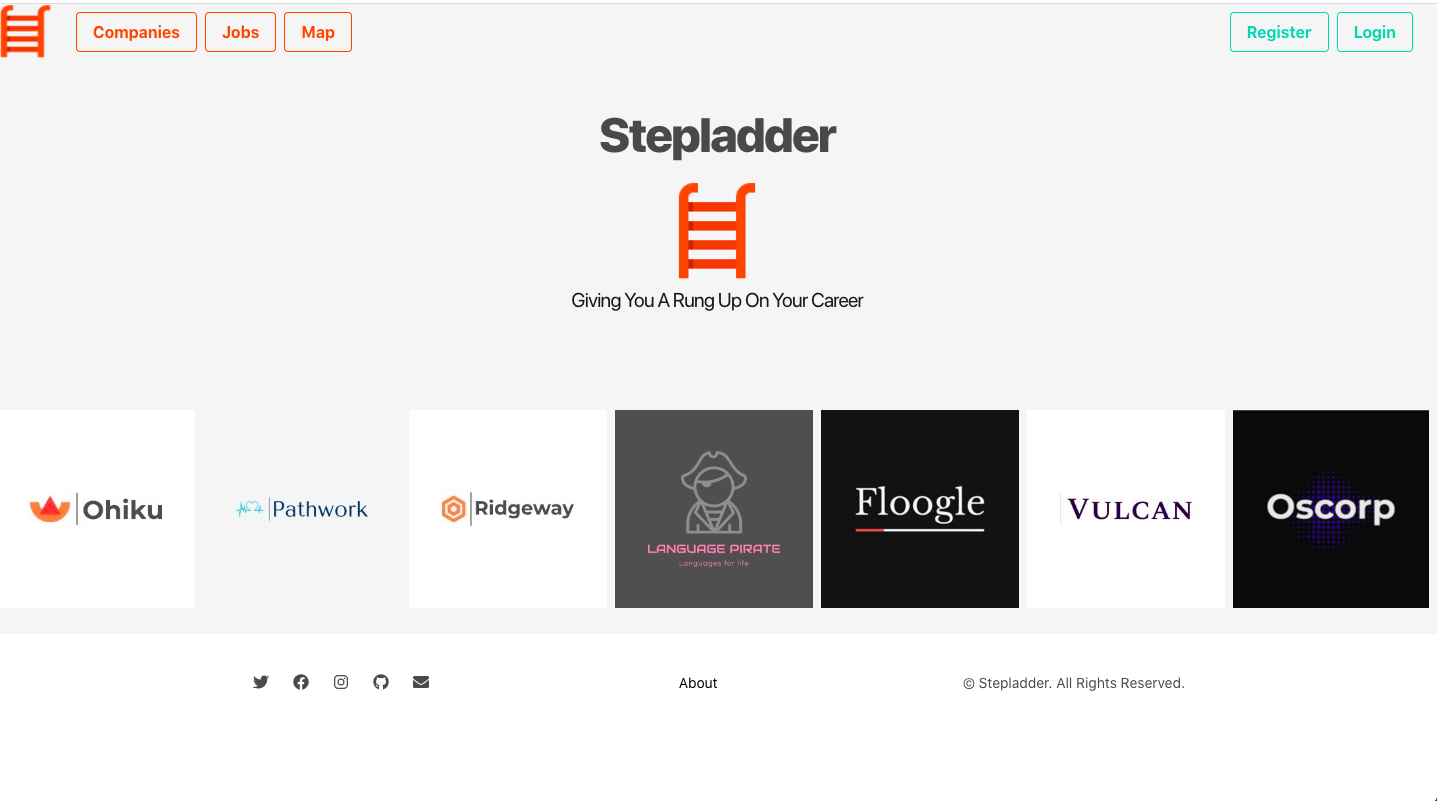 Companies Jobs Map Register Login
Stepladder
Giving You A Rung Up On Your Career
Ohiku
Pathwork
Ridgeway
LANGUAGE PIRATE
Languages for life
Floogle
VULCAN
Oscorp
About
© Stepladder. All Rights Reserved.